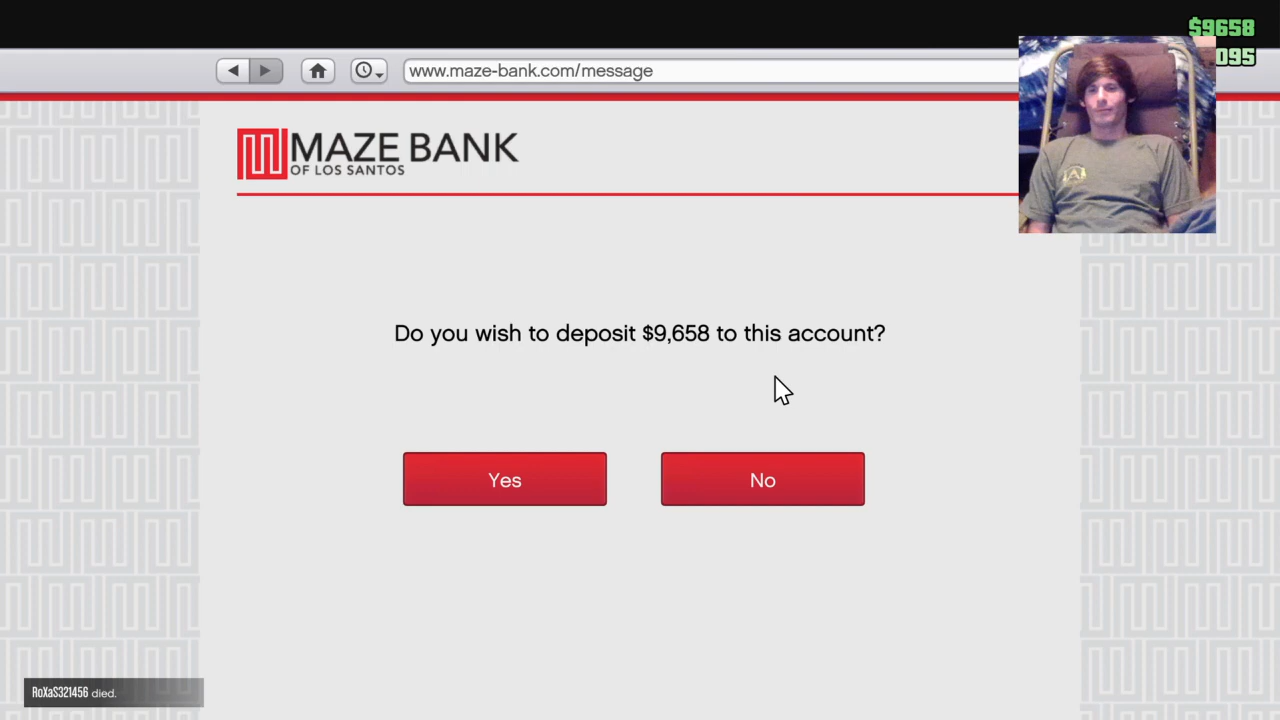 $9658
095
www.maze-bank.com/message
MAZE BANK
OF LOS SANTOS
Do you wish to deposit $9,658 to this account?
Yes
No
RoXaS321456 died.